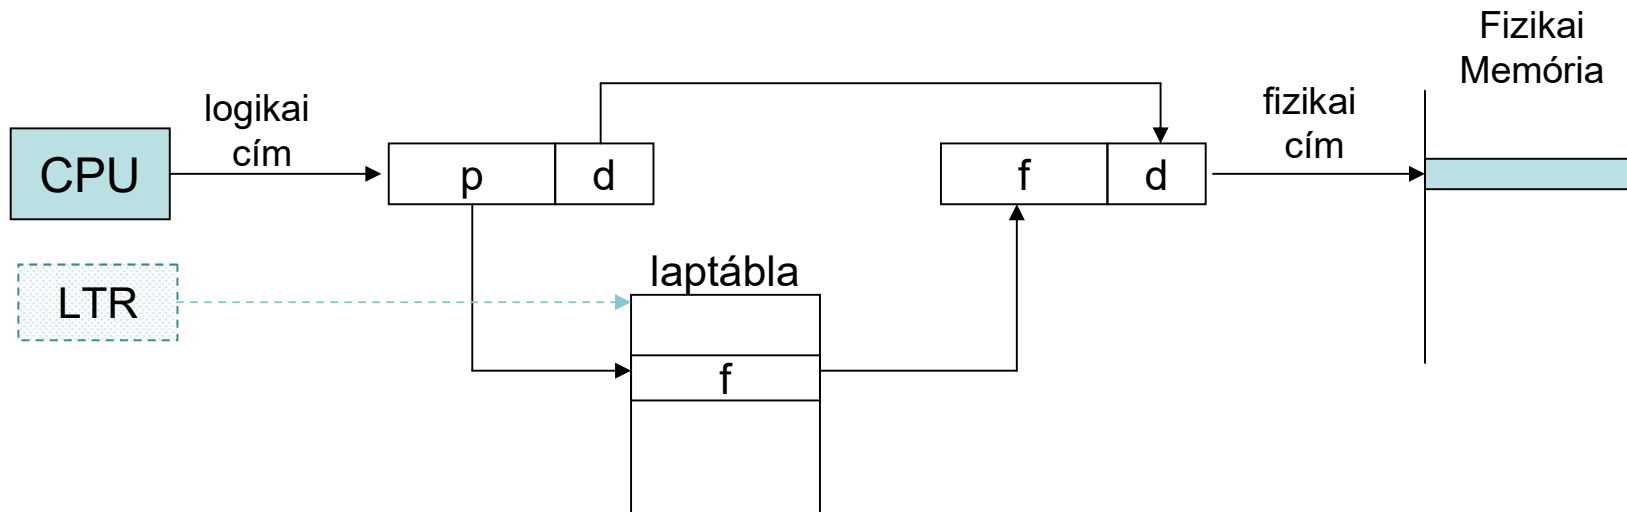 Fizikai
Memória
logikai
cím
fizikai
cím
CPU
p
d
f
d
LTR
laptábla
f